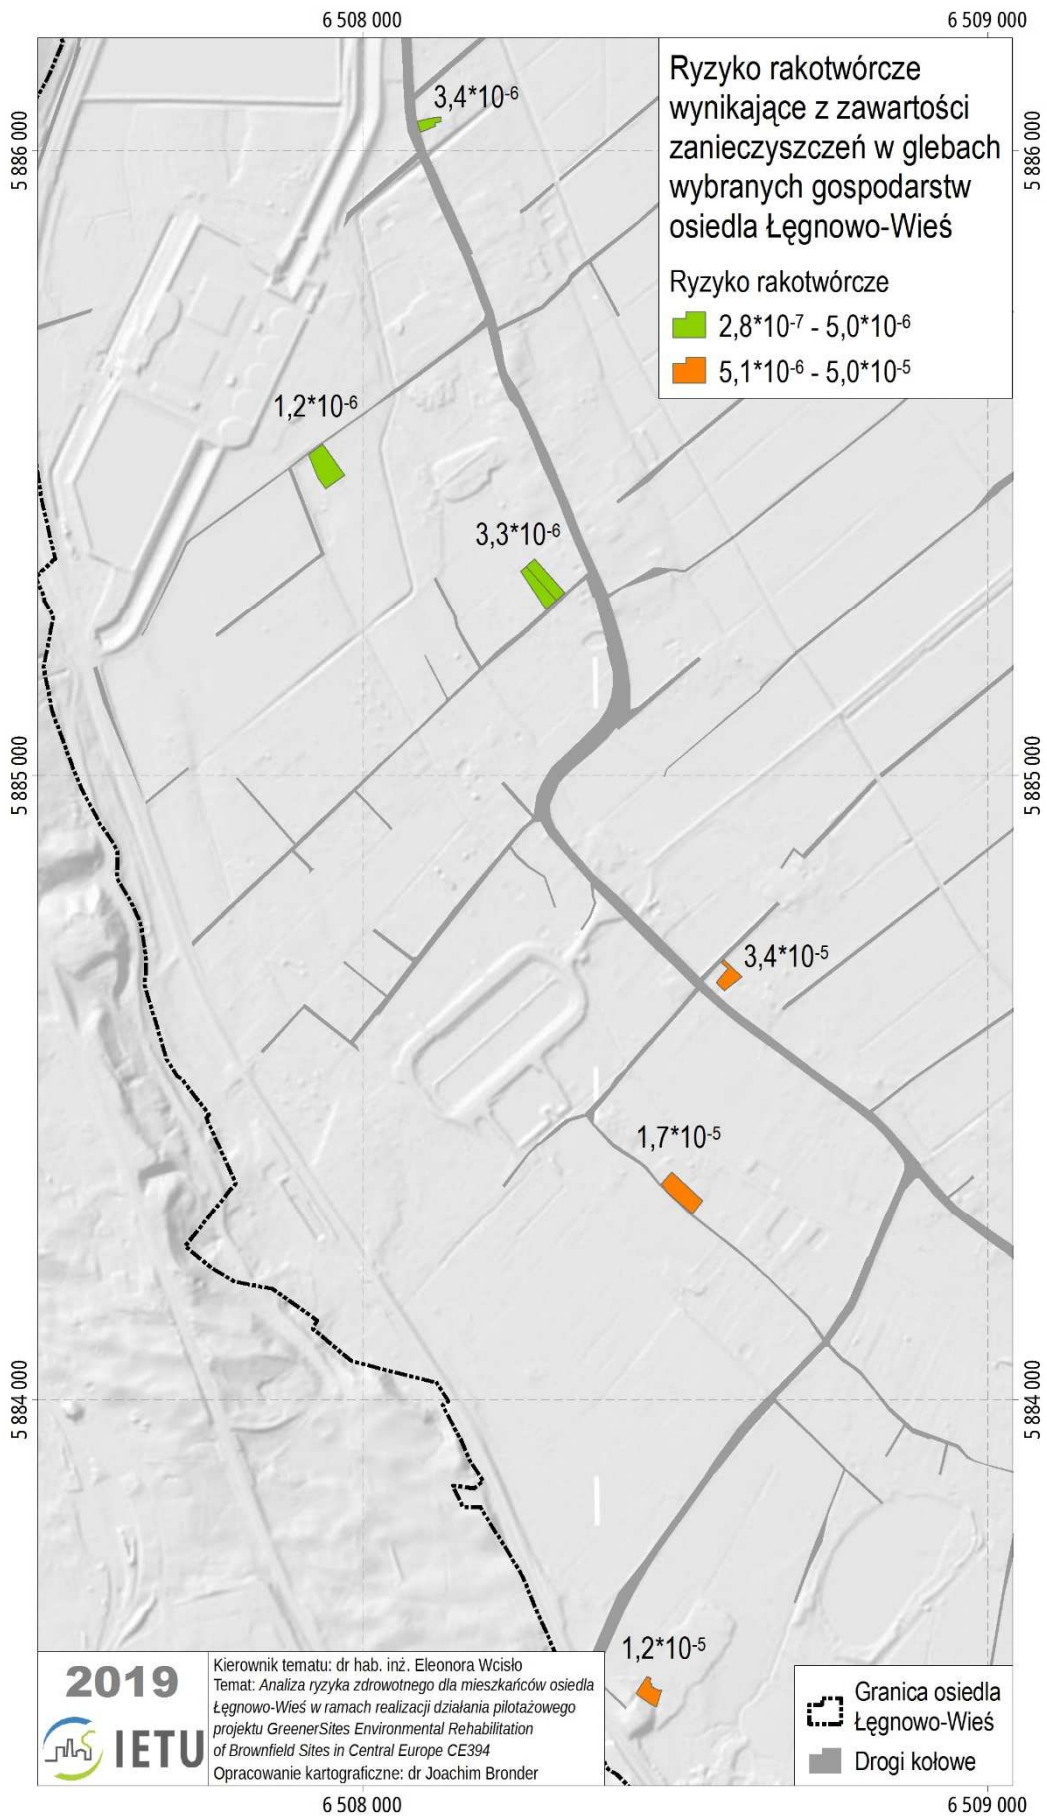 6 508 000
6 509 000
Ryzyko rakotwórcze
wynikające z zawartości
zanieczyszczeń w glebach
wybranych gospodarstw
osiedla Łęgnowo-Wieś
Ryzyko rakotwórcze
2,8*10⁻⁷ - 5,0*10⁻⁶
5,1*10⁻⁶ - 5,0*10⁻⁵
3,4*10⁻⁶
5 886 000
5 886 000
1,2*10⁻⁶
3,3*10⁻⁶
5 885 000
5 885 000
3,4*10⁻⁵
1,7*10⁻⁵
5 884 000
5 884 000
1,2*10⁻⁵
2019
IETU
Kierownik tematu: dr hab. inż. Eleonora Wcisło
Temat: Analiza ryzyka zdrowotnego dla mieszkańców osiedla
Łęgnowo-Wieś w ramach realizacji działania pilotażowego
projektu GreenerSites Environmental Rehabilitation
of Brownfield Sites in Central Europe CE394
Opracowanie kartograficzne: dr Joachim Bronder
Granica osiedla
Łęgnowo-Wieś
Drogi kołowe
6 508 000
6 509 000